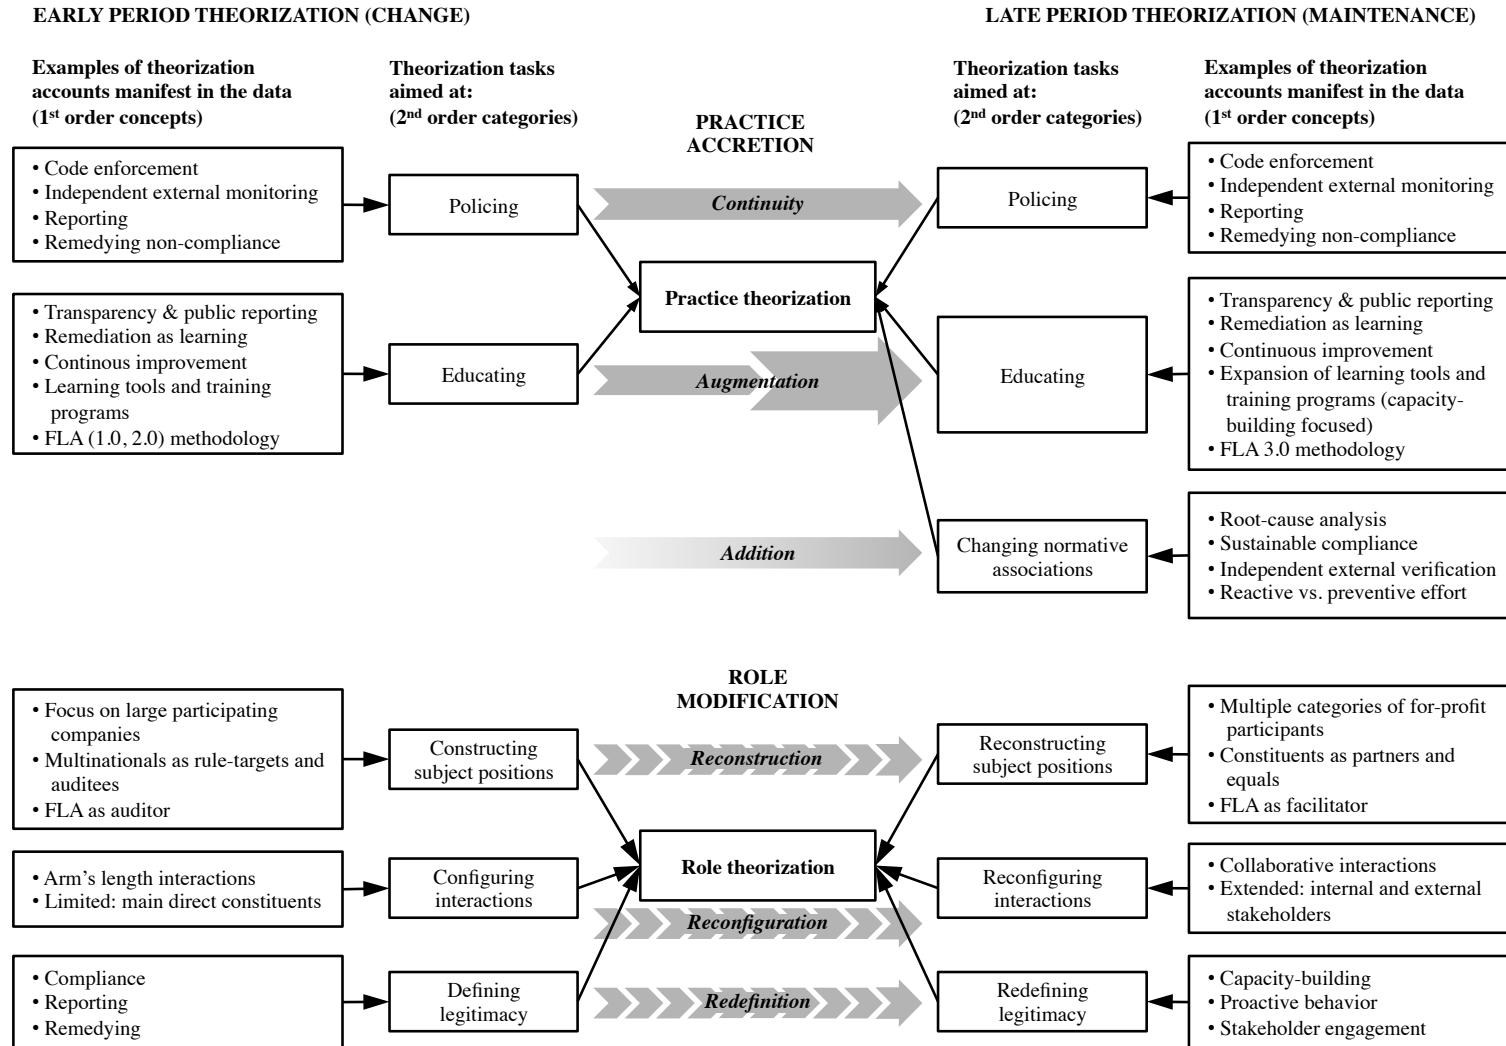 EARLY PERIOD THEORIZATION (CHANGE)
LATE PERIOD THEORIZATION (MAINTENANCE)
Examples of theorization
accounts manifest in the data
(1st order concepts)
Theorization tasks
aimed at:
(2nd order categories)
PRACTICE
ACCRETION
Theorization tasks
aimed at:
(2nd order categories)
Examples of theorization
accounts manifest in the data
(1st order concepts)
• Code enforcement
• Independent external monitoring
• Reporting
• Remedying non-compliance
Policing
Continuity
Policing
• Code enforcement
• Independent external monitoring
• Reporting
• Remedying non-compliance
Practice theorization
• Transparency & public reporting
• Remediation as learning
• Continous improvement
• Learning tools and training
programs
• FLA (1.0, 2.0) methodology
Educating
Augmentation
Educating
• Transparency & public reporting
• Remediation as learning
• Continuous improvement
• Expansion of learning tools and
training programs (capacity-
building focused)
• FLA 3.0 methodology
Addition
Changing normative
associations
• Root-cause analysis
• Sustainable compliance
• Independent external verification
• Reactive vs. preventive effort
ROLE
MODIFICATION
• Focus on large participating
companies
• Multinationals as rule-targets and
auditees
• FLA as auditor
Constructing
subject positions
Reconstruction
Reconstructing
subject positions
• Multiple categories of for-profit
participants
• Constituents as partners and
equals
• FLA as facilitator
Role theorization
• Arm's length interactions
• Limited: main direct constituents
Configuring
interactions
Reconfiguration
Reconfiguring
interactions
• Collaborative interactions
• Extended: internal and external
stakeholders
• Compliance
• Reporting
• Remedying
Defining
legitimacy
Redefinition
Redefining
legitimacy
• Capacity-building
• Proactive behavior
• Stakeholder engagement